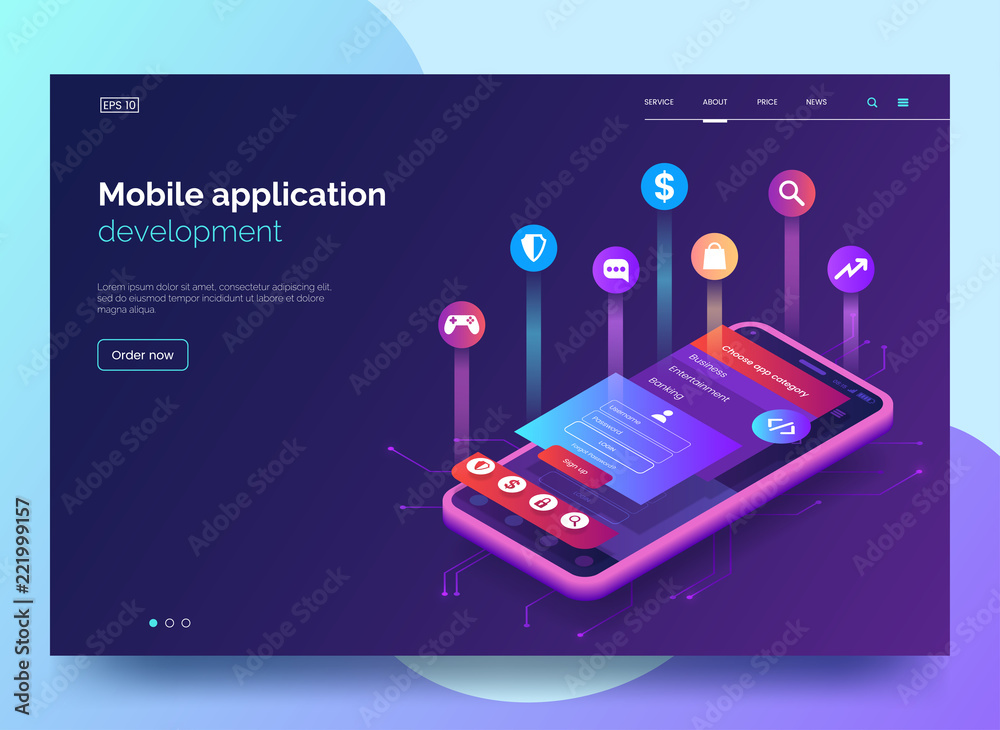 EPS 10
SERVICE ABOUT PRICE NEWS
Mobile application
development
Lorem ipsum dolor sit amet, consectetur adipiscing elit,
sed do eiusmod tempor incididunt ut labore et dolore
magna aliqua.
Order now
$
Choose app category
Business
Entertainment
Banking
</>
Username
Password
LOGIN
Forgot Password?
Sign up
$
Adobe Stock | #221999157
Adobe Stock